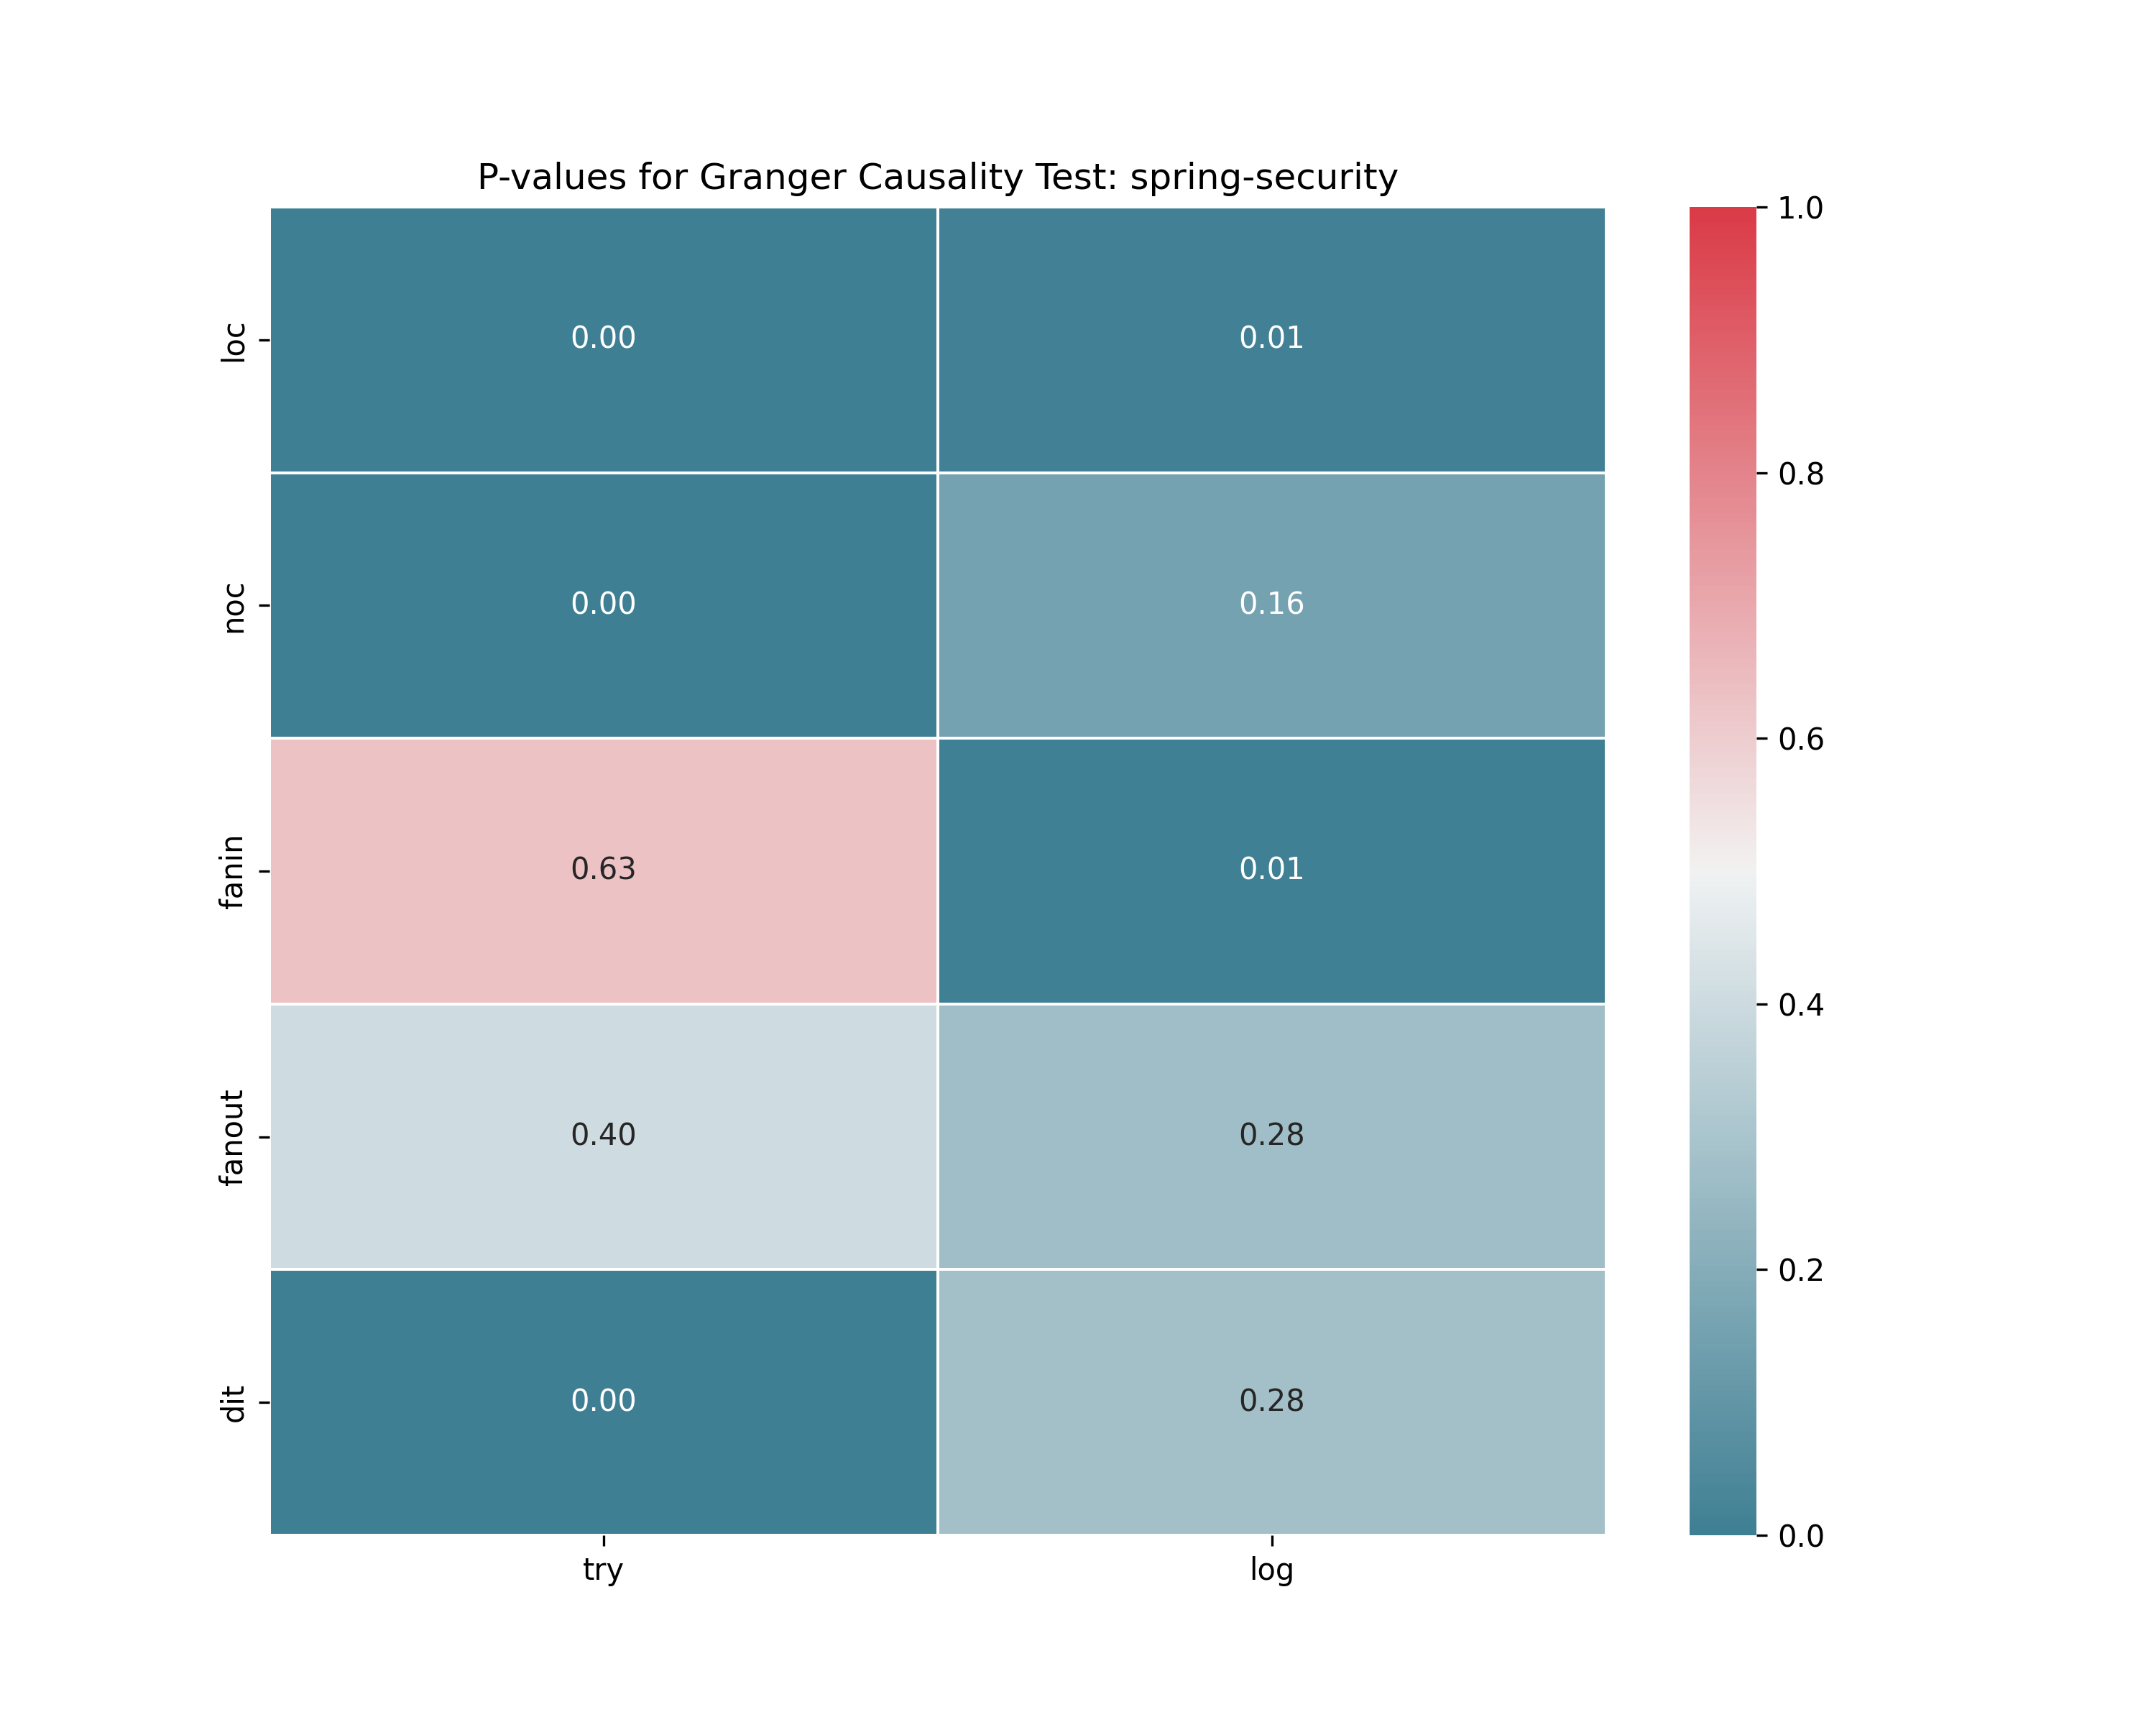 P-values for Granger Causality Test: spring-security
loc
0.00
0.01
noc
0.00
0.16
fanin
0.63
0.01
fanout
0.40
0.28
dit
0.00
0.28
try
log
1.0
0.8
0.6
0.4
0.2
0.0